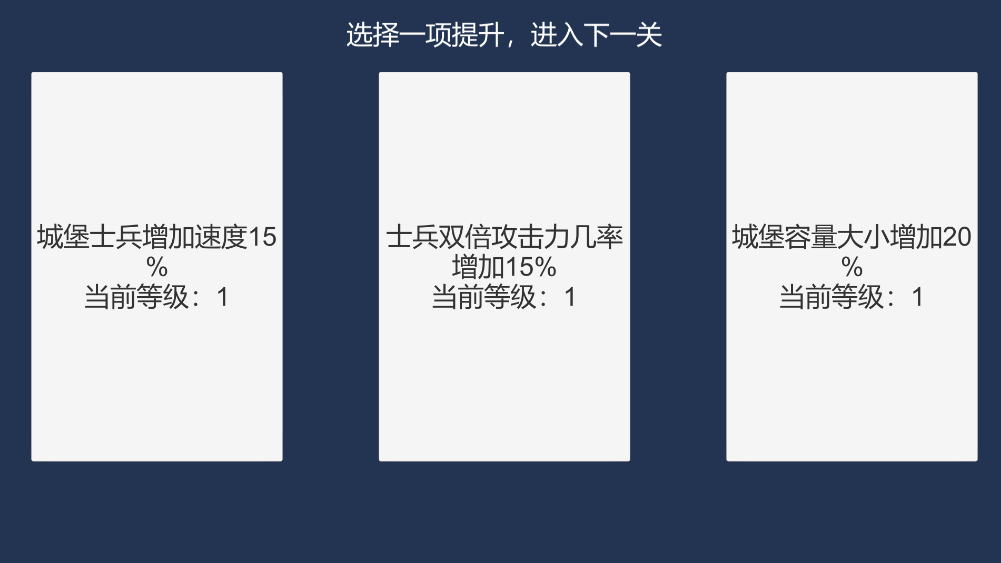 选择一项提升，进入下一关
城堡士兵增加速度15
%
当前等级：1
士兵双倍攻击力几率
增加15%
当前等级：1
城堡容量大小增加20
%
当前等级：1